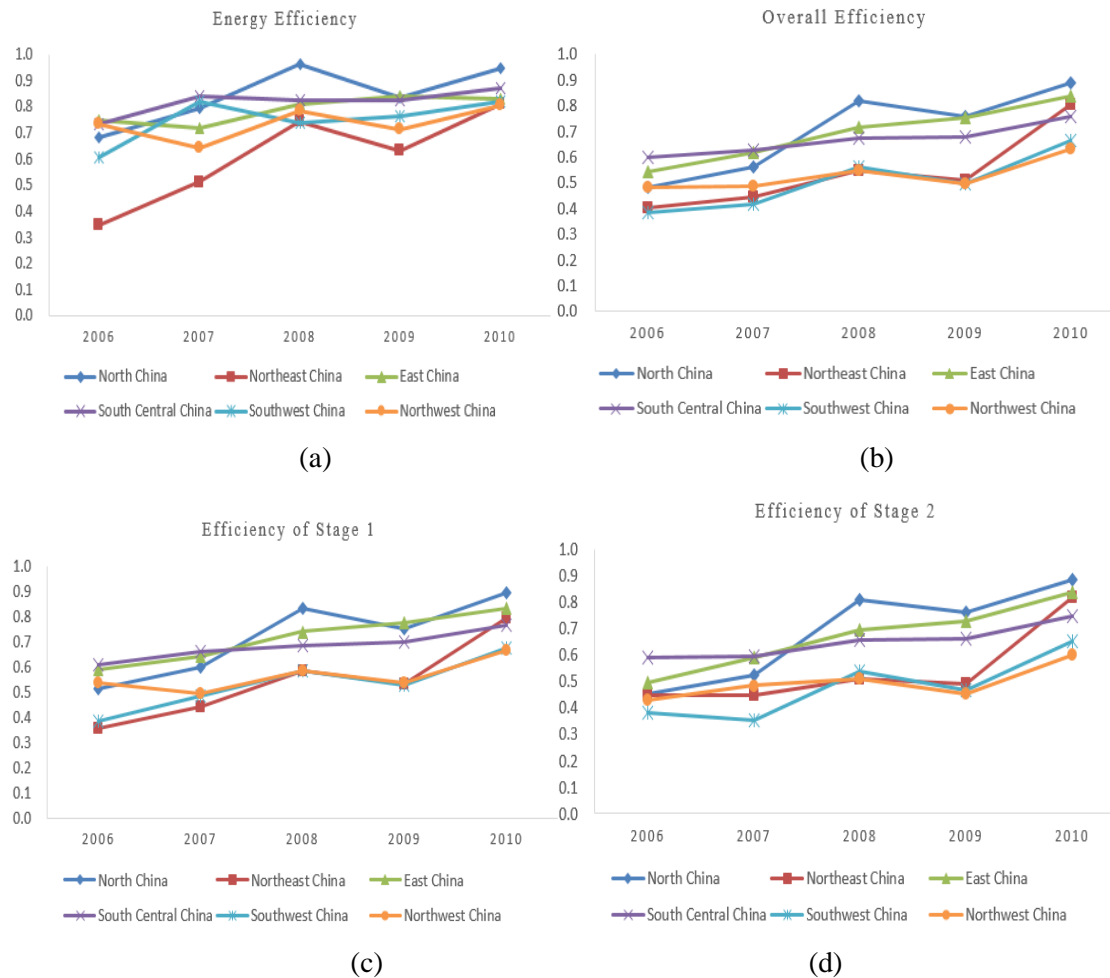 Energy Efficiency
1.0
0.9
0.8
0.7
0.6
0.5
0.4
0.3
0.2
0.1
0.0
2006 2007 2008 2009 2010
North China Northeast China East China
South Central China Southwest China Northwest China
(a)
Overall Efficiency
1.0
0.9
0.8
0.7
0.6
0.5
0.4
0.3
0.2
0.1
0.0
2006 2007 2008 2009 2010
North China Northeast China East China
South Central China Southwest China Northwest China
(b)
Efficiency of Stage 1
1.0
0.9
0.8
0.7
0.6
0.5
0.4
0.3
0.2
0.1
0.0
2006 2007 2008 2009 2010
North China Northeast China East China
South Central China Southwest China Northwest China
(c)
Efficiency of Stage 2
1.0
0.9
0.8
0.7
0.6
0.5
0.4
0.3
0.2
0.1
0.0
2006 2007 2008 2009 2010
North China Northeast China East China
South Central China Southwest China Northwest China
(d)